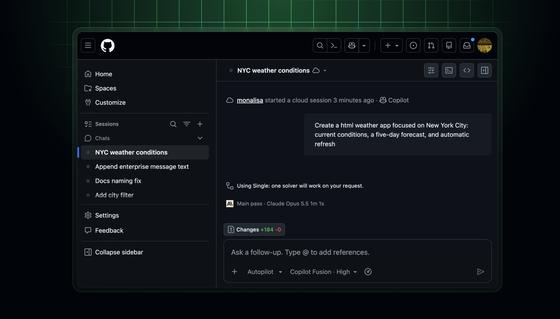 NYC weather conditions
Home
Spaces
Customize
Sessions
Chats
NYC weather conditions
Append enterprise message text
Docs naming fix
Add city filter
Settings
Feedback
Collapse sidebar
monalisa started a cloud session 3 minutes ago · Copilot
Create a html weather app focused on New York City:
current conditions, a five-day forecast, and automatic
refresh
Using Single: one solver will work on your request.
Main pass · Claude Opus 5.5 1m 1s
Changes +184 -0
Ask a follow-up. Type @ to add references.
Autopilot
Copilot Fusion · High